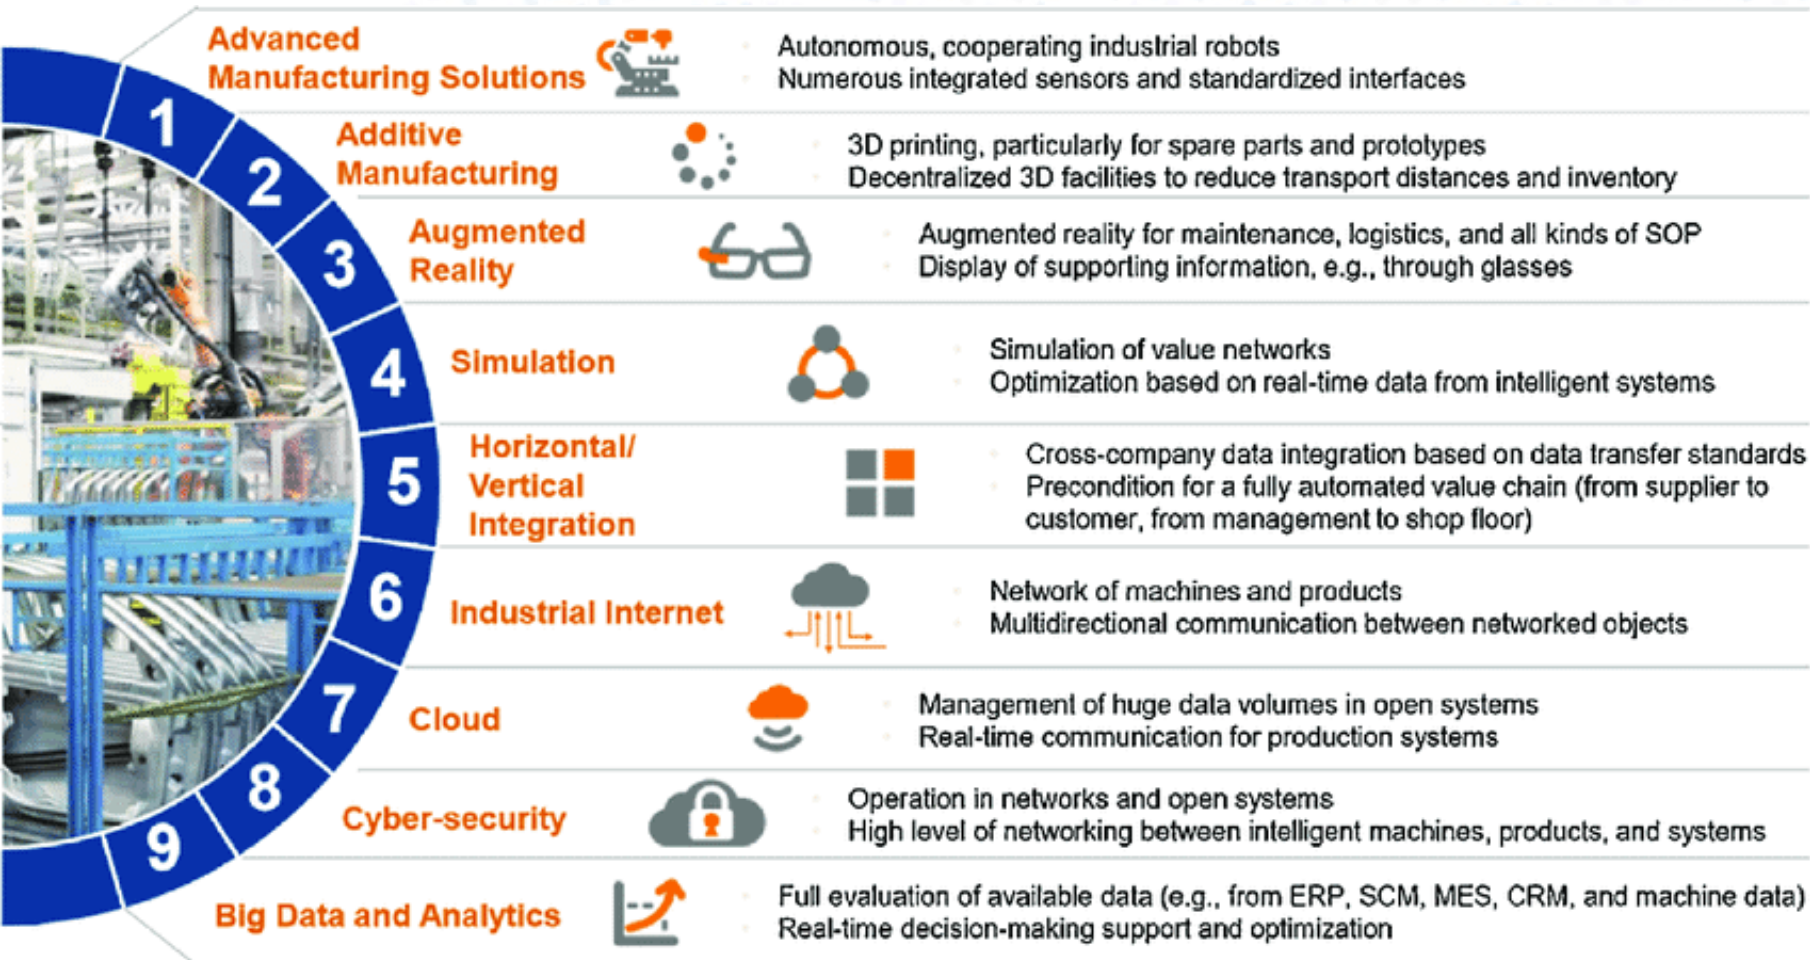 1
Advanced
Manufacturing Solutions
Autonomous, cooperating industrial robots
Numerous integrated sensors and standardized interfaces
2
Additive
Manufacturing
3D printing, particularly for spare parts and prototypes
Decentralized 3D facilities to reduce transport distances and inventory
3
Augmented
Reality
Augmented reality for maintenance, logistics, and all kinds of SOP
Display of supporting information, e.g., through glasses
4
Simulation
Simulation of value networks
Optimization based on real-time data from intelligent systems
5
Horizontal/
Vertical
Integration
Cross-company data integration based on data transfer standards
Precondition for a fully automated value chain (from supplier to
customer, from management to shop floor)
6
Industrial Internet
Network of machines and products
Multidirectional communication between networked objects
7
Cloud
Management of huge data volumes in open systems
Real-time communication for production systems
8
Cyber-security
Operation in networks and open systems
High level of networking between intelligent machines, products, and systems
9
Big Data and Analytics
Full evaluation of available data (e.g., from ERP, SCM, MES, CRM, and machine data)
Real-time decision-making support and optimization